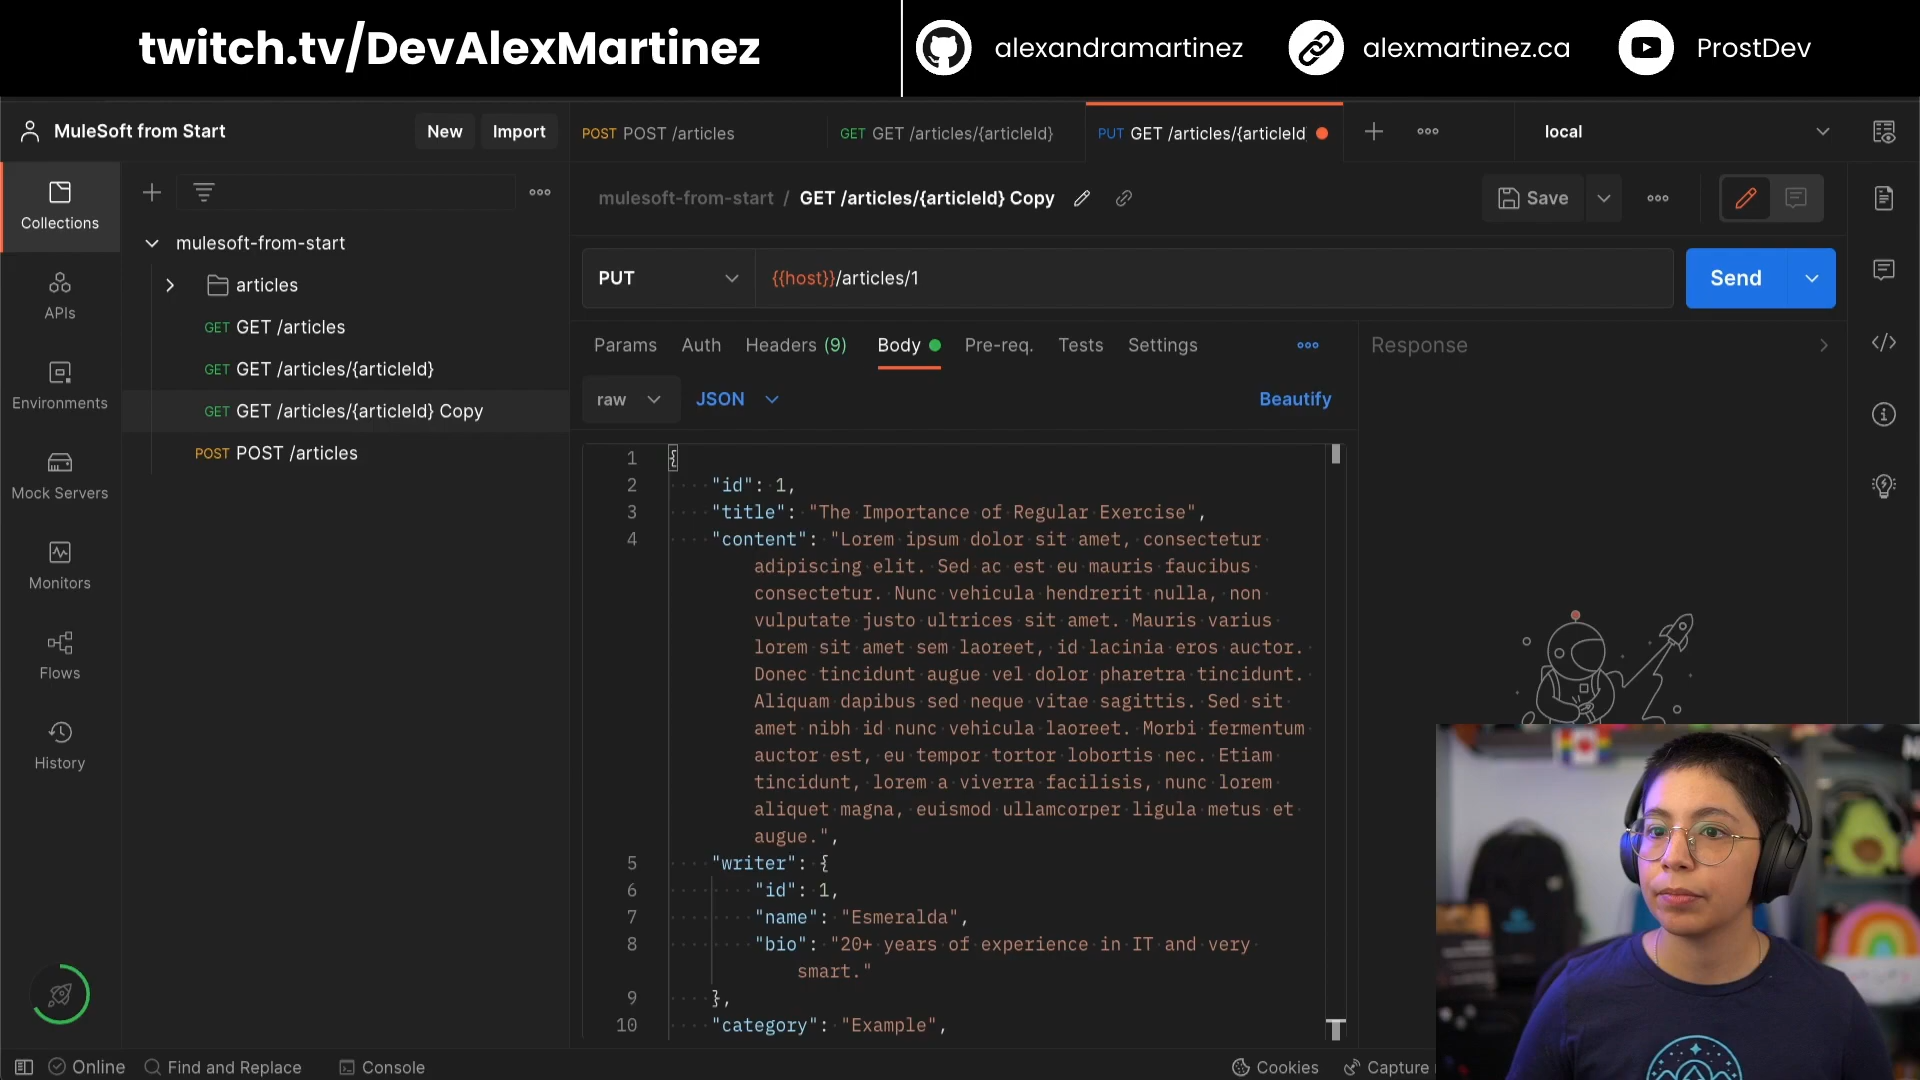 twitch.tv/DevAlexMartinez
alexandramartinez
alexmartinez.ca
ProstDev
MuleSoft from Start
New
Import
POST POST /articles
GET GET /articles/{articleId}
PUT GET /articles/{articleId
local
Collections
APIs
Environments
Mock Servers
Monitors
Flows
History
mulesoft-from-start
articles
GET GET /articles
GET GET /articles/{articleId}
GET GET /articles/{articleId} Copy
POST POST /articles
mulesoft-from-start / GET /articles/{articleId} Copy
Save
PUT
{{host}}/articles/1
Send
Params Auth Headers (9) Body Pre-req. Tests Settings
Response
raw JSON Beautify
1 {
2 "id": 1,
3 "title": "The Importance of Regular Exercise",
4 "content": "Lorem ipsum dolor sit amet, consectetur
adipiscing elit. Sed ac est eu mauris faucibus
consectetur. Nunc vehicula hendrerit nulla, non
vulputate justo ultrices sit amet. Mauris varius
lorem sit amet sem laoreet, id lacinia eros auctor.
Donec tincidunt augue vel dolor pharetra tincidunt.
Aliquam dapibus sed neque vitae sagittis. Sed sit
amet nibh id nunc vehicula laoreet. Morbi fermentum
auctor est, eu tempor tortor lobortis nec. Etiam
tincidunt, lorem a viverra facilisis, nunc lorem
aliquet magna, euismod ullamcorper ligula metus et
augue.",
5 "writer": {
6 "id": 1,
7 "name": "Esmeralda",
8 "bio": "20+ years of experience in IT and very
smart."
9 },
10 "category": "Example",
Online
Find and Replace
Console
Cookies
Capture